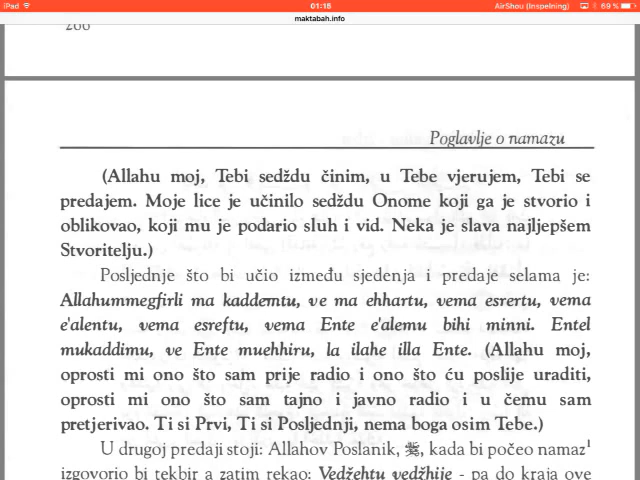 iPad 01:15 AirShou (Inspelning) 69 %
maktabah.info
Poglavlje o namazu
(Allahu moj, Tebi sedždu činim, u Tebe vjerujem, Tebi se
predajem. Moje lice je učinilo sedždu Onome koji ga je stvorio i
oblikovao, koji mu je podario sluh i vid. Neka je slava najljepšem
Stvoritelju.)
Posljednje što bi učio između sjedenja i predaje selama je:
Allahummegfirli ma kaddemtu, ve ma ehhartu, vema esrertu, vema
e'alentu, vema esreftu, vema Ente e'alemu bihi minni. Entel
mukaddimu, ve Ente muehhiru, la ilahe illa Ente. (Allahu moj,
oprosti mi ono što sam prije radio i ono što ću poslije uraditi,
oprosti mi ono što sam tajno i javno radio i u čemu sam
pretjerivao. Ti si Prvi, Ti si Posljednji, nema boga osim Tebe.)
U drugoj predaji stoji: Allahov Poslanik, ﷺ, kada bi počeo namaz¹
izgovorio bi tekbir a zatim rekao: Vedžehtu vedžhije - pa do kraja ove